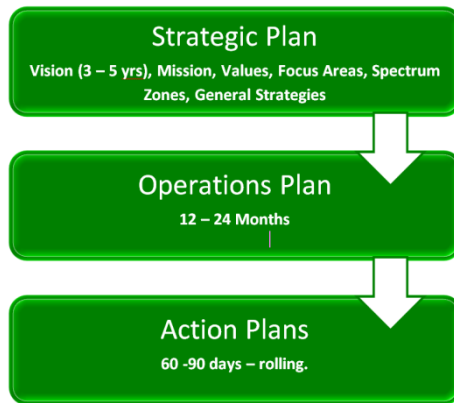 Strategic Plan
Vision (3 – 5 yrs), Mission, Values, Focus Areas, Spectrum
Zones, General Strategies
Operations Plan
12 – 24 Months
Action Plans
60 -90 days – rolling.